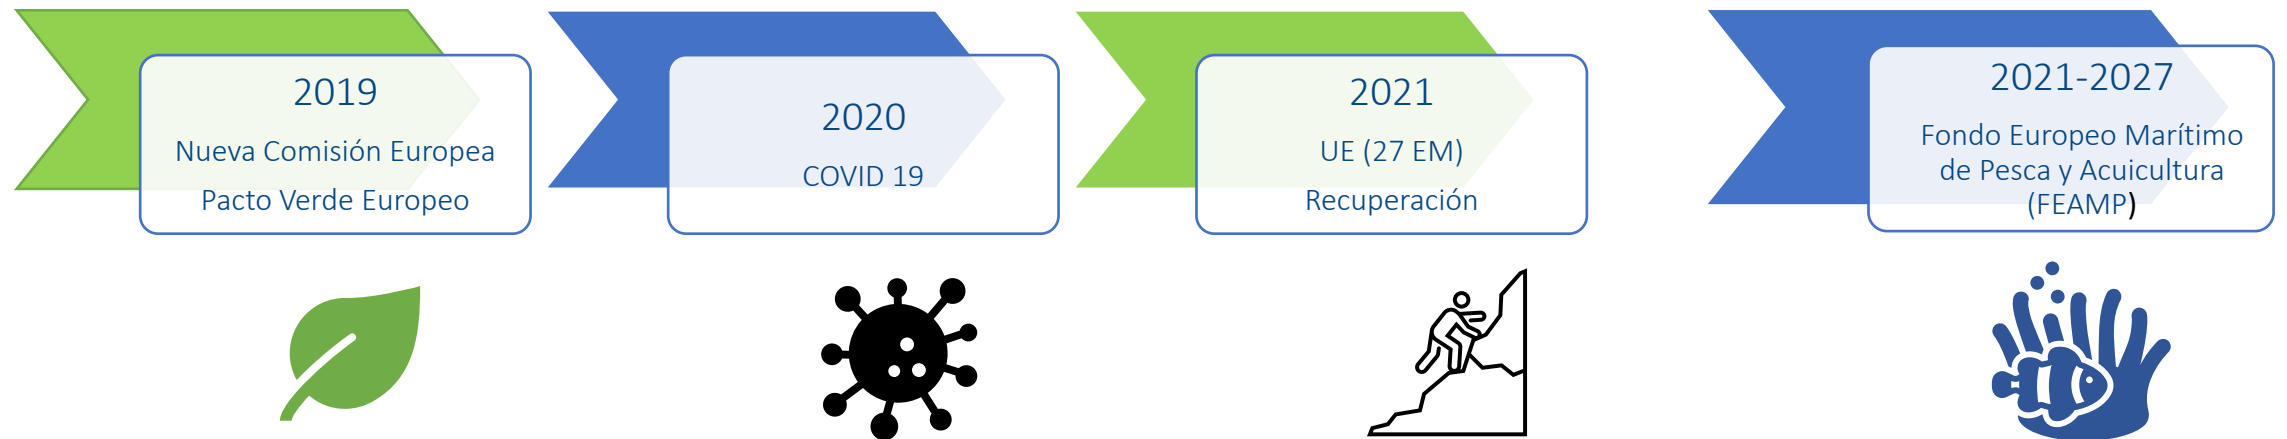 2019
Nueva Comisión Europea
Pacto Verde Europeo
2020
COVID 19
2021
UE (27 EM)
Recuperación
2021-2027
Fondo Europeo Marítimo
de Pesca y Acuicultura
(FEAMP)